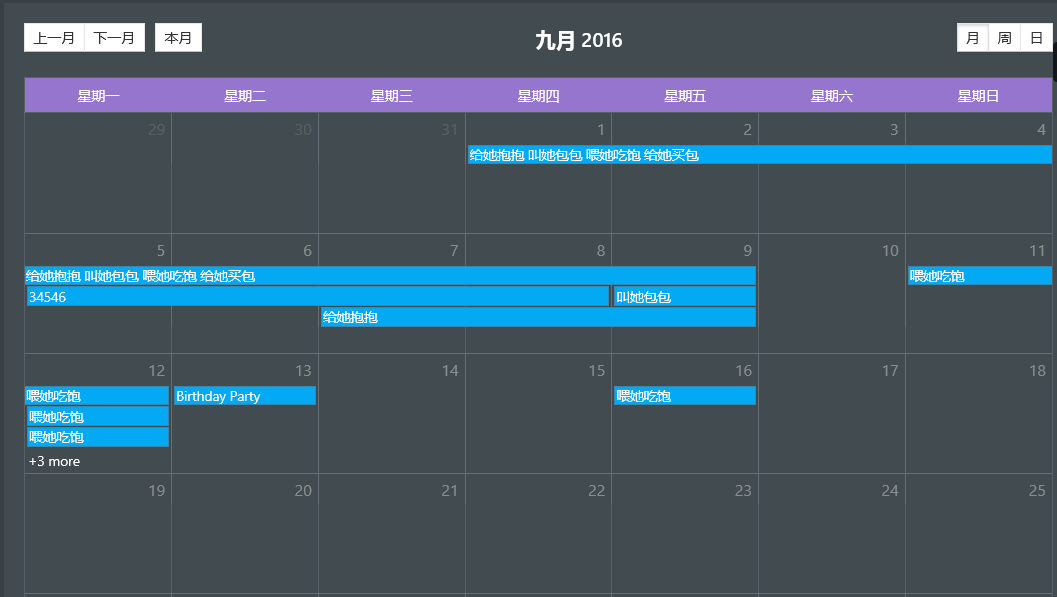 上一月 下一月 本月 九月 2016 月 周 日
星期一 星期二 星期三 星期四 星期五 星期六 星期日
29 30 31 1 2 3 4
给她抱抱 叫她包包 喂她吃饱 给她买包
5 6 7 8 9 10 11
给她抱抱 叫她包包 喂她吃饱 给她买包 喂她吃饱
34546 叫她包包
给她抱抱
12 13 14 15 16 17 18
喂她吃饱 Birthday Party 喂她吃饱
喂她吃饱
喂她吃饱
+3 more
19 20 21 22 23 24 25